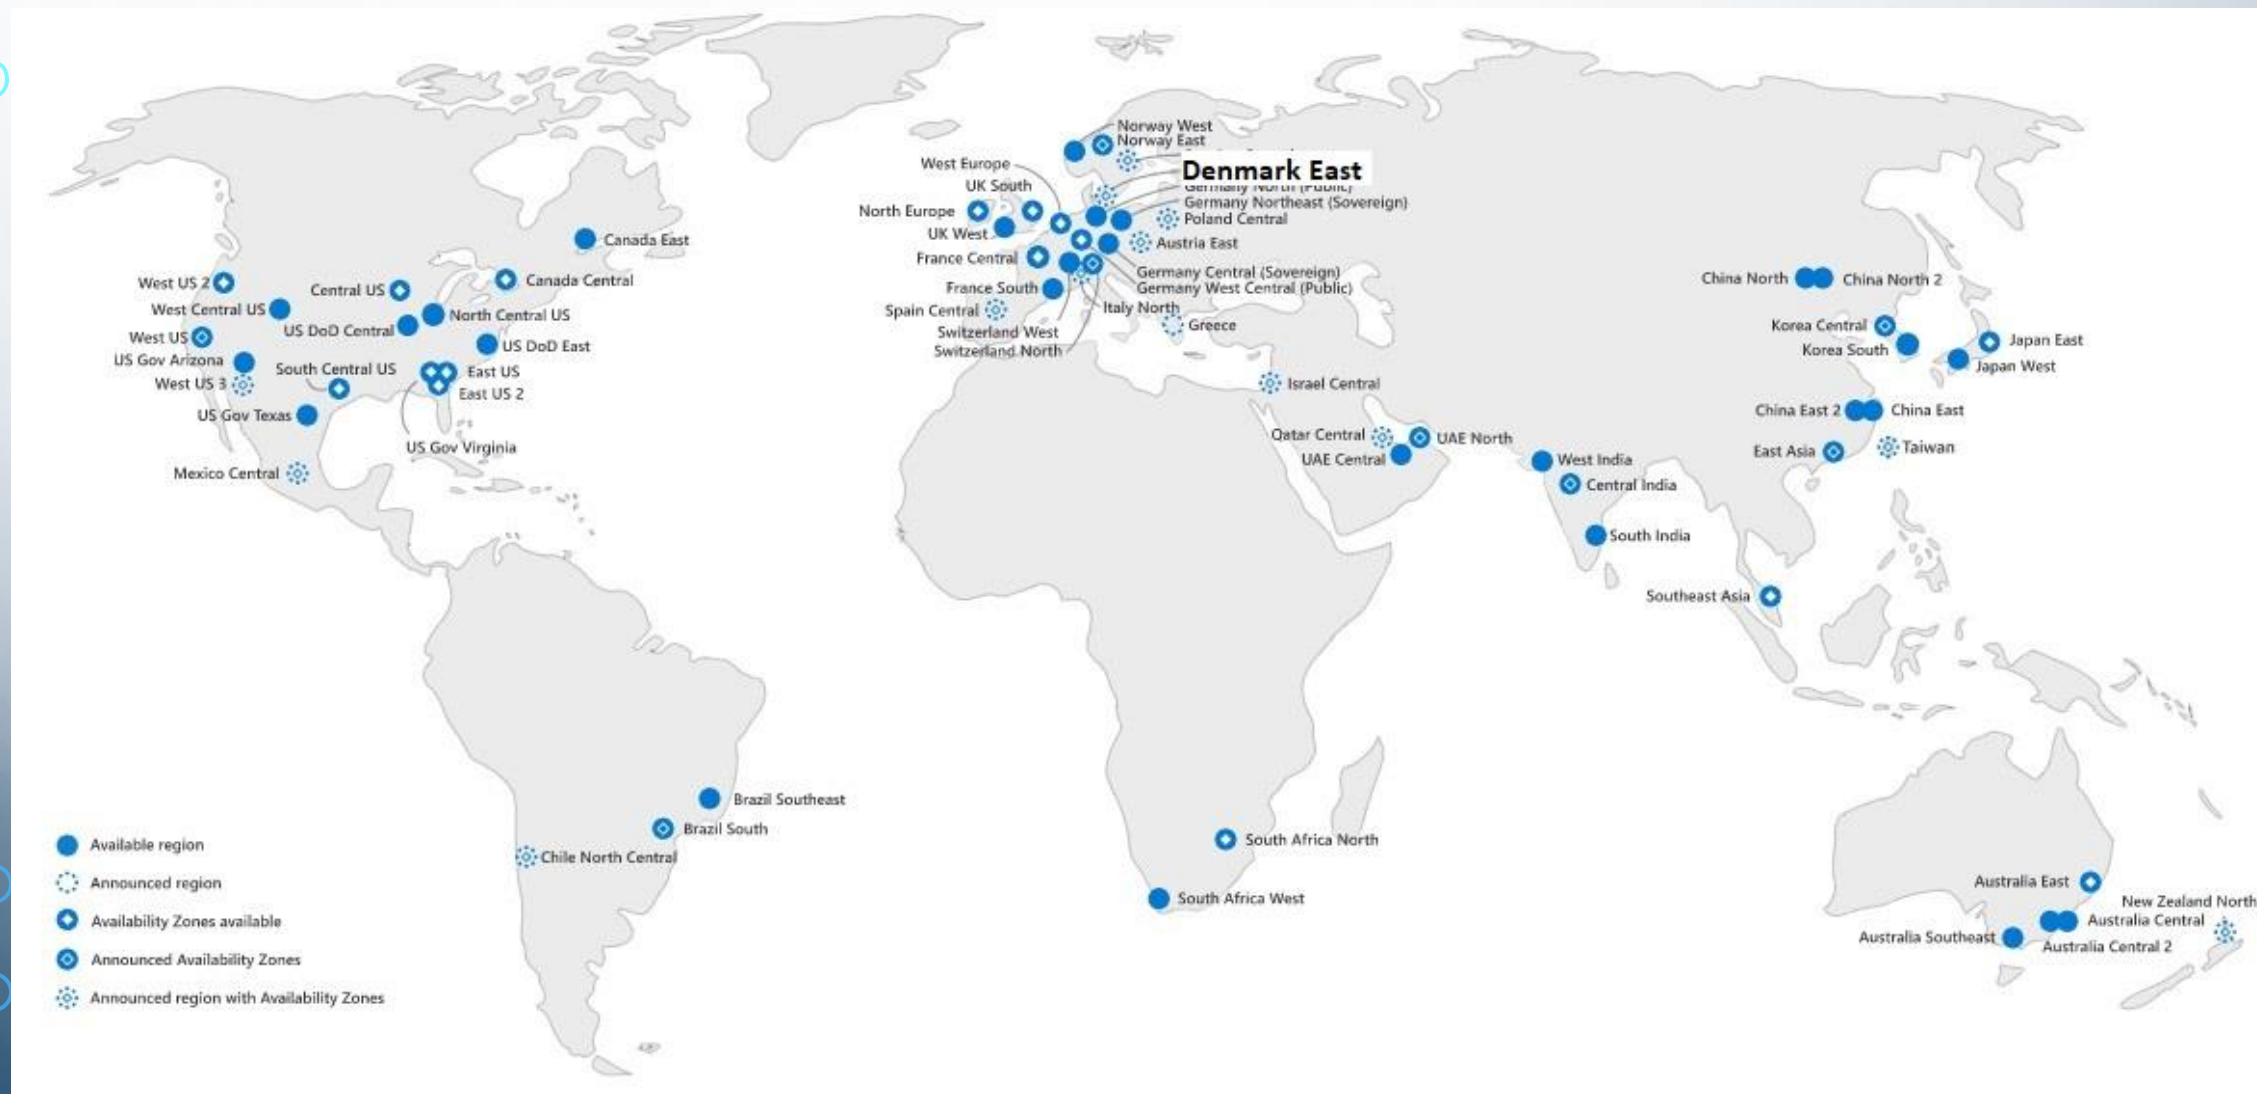 Norway West
Norway East
West Europe
Denmark East
UK South
Germany North (Public)
Germany Northeast (Sovereign)
North Europe
Poland Central
UK West
Austria East
Canada East
France Central
Germany Central (Sovereign)
Germany West Central (Public)
West US 2
Central US
Canada Central
France South
China North
China North 2
West Central US
North Central US
Spain Central
Italy North
US DoD Central
Switzerland West
Greece
Korea Central
West US
US DoD East
Switzerland North
Korea South
Japan East
US Gov Arizona
South Central US
East US
Japan West
West US 3
East US 2
Israel Central
US Gov Texas
China East 2
China East
US Gov Virginia
Qatar Central
UAE North
East Asia
Taiwan
Mexico Central
UAE Central
West India
Central India
South India
Southeast Asia
Brazil Southeast
Brazil South
Chile North Central
South Africa North
South Africa West
Australia East
New Zealand North
Australia Central
Australia Southeast
Australia Central 2
Available region
Announced region
Availability Zones available
Announced Availability Zones
Announced region with Availability Zones